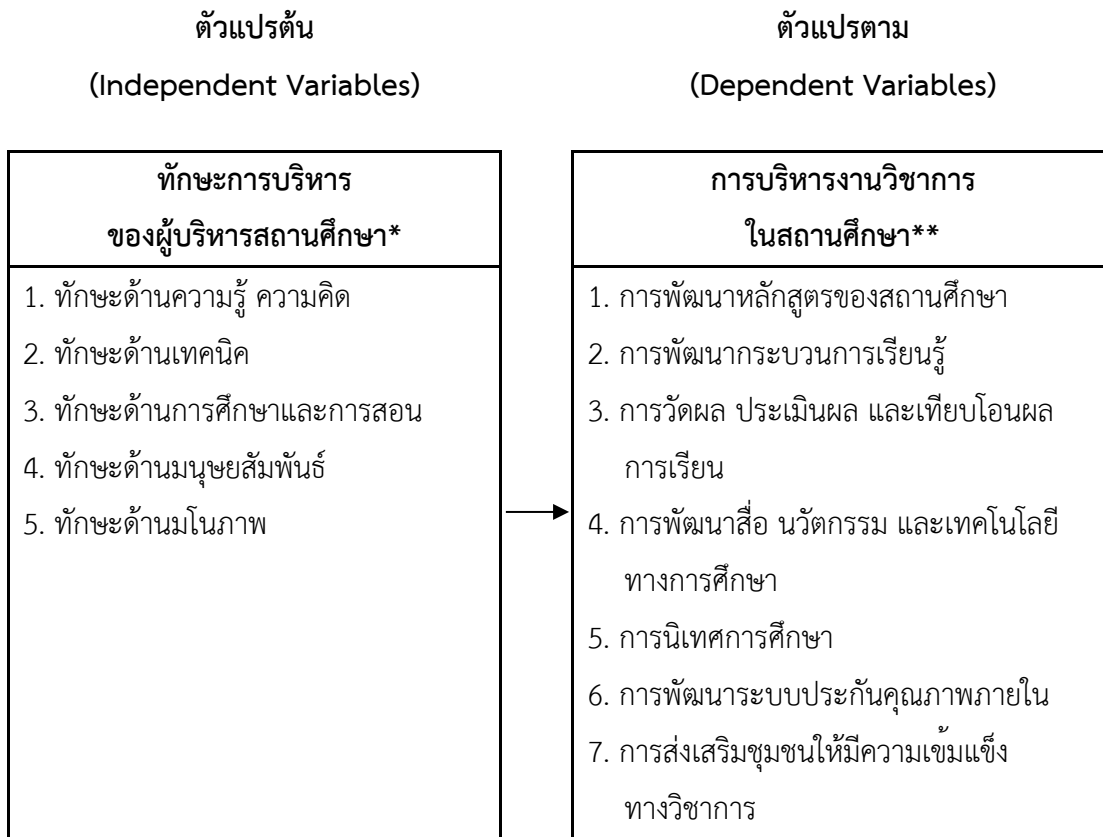 ตัวแปรต้น
(Independent Variables)
ทักษะการบริหาร
ของผู้บริหารสถานศึกษา*
1. ทักษะด้านความรู้ ความคิด
2. ทักษะด้านเทคนิค
3. ทักษะด้านการศึกษาและการสอน
4. ทักษะด้านมนุษยสัมพันธ์
5. ทักษะด้านมโนภาพ
ตัวแปรตาม
(Dependent Variables)
การบริหารงานวิชาการ
ในสถานศึกษา**
1. การพัฒนาหลักสูตรของสถานศึกษา
2. การพัฒนากระบวนการเรียนรู้
3. การวัดผล ประเมินผล และเทียบโอนผล
การเรียน
4. การพัฒนาสื่อ นวัตกรรม และเทคโนโลยี
ทางการศึกษา
5. การนิเทศการศึกษา
6. การพัฒนาระบบประกันคุณภาพภายใน
7. การส่งเสริมชุมชนให้มีความเข้มแข็ง
ทางวิชาการ